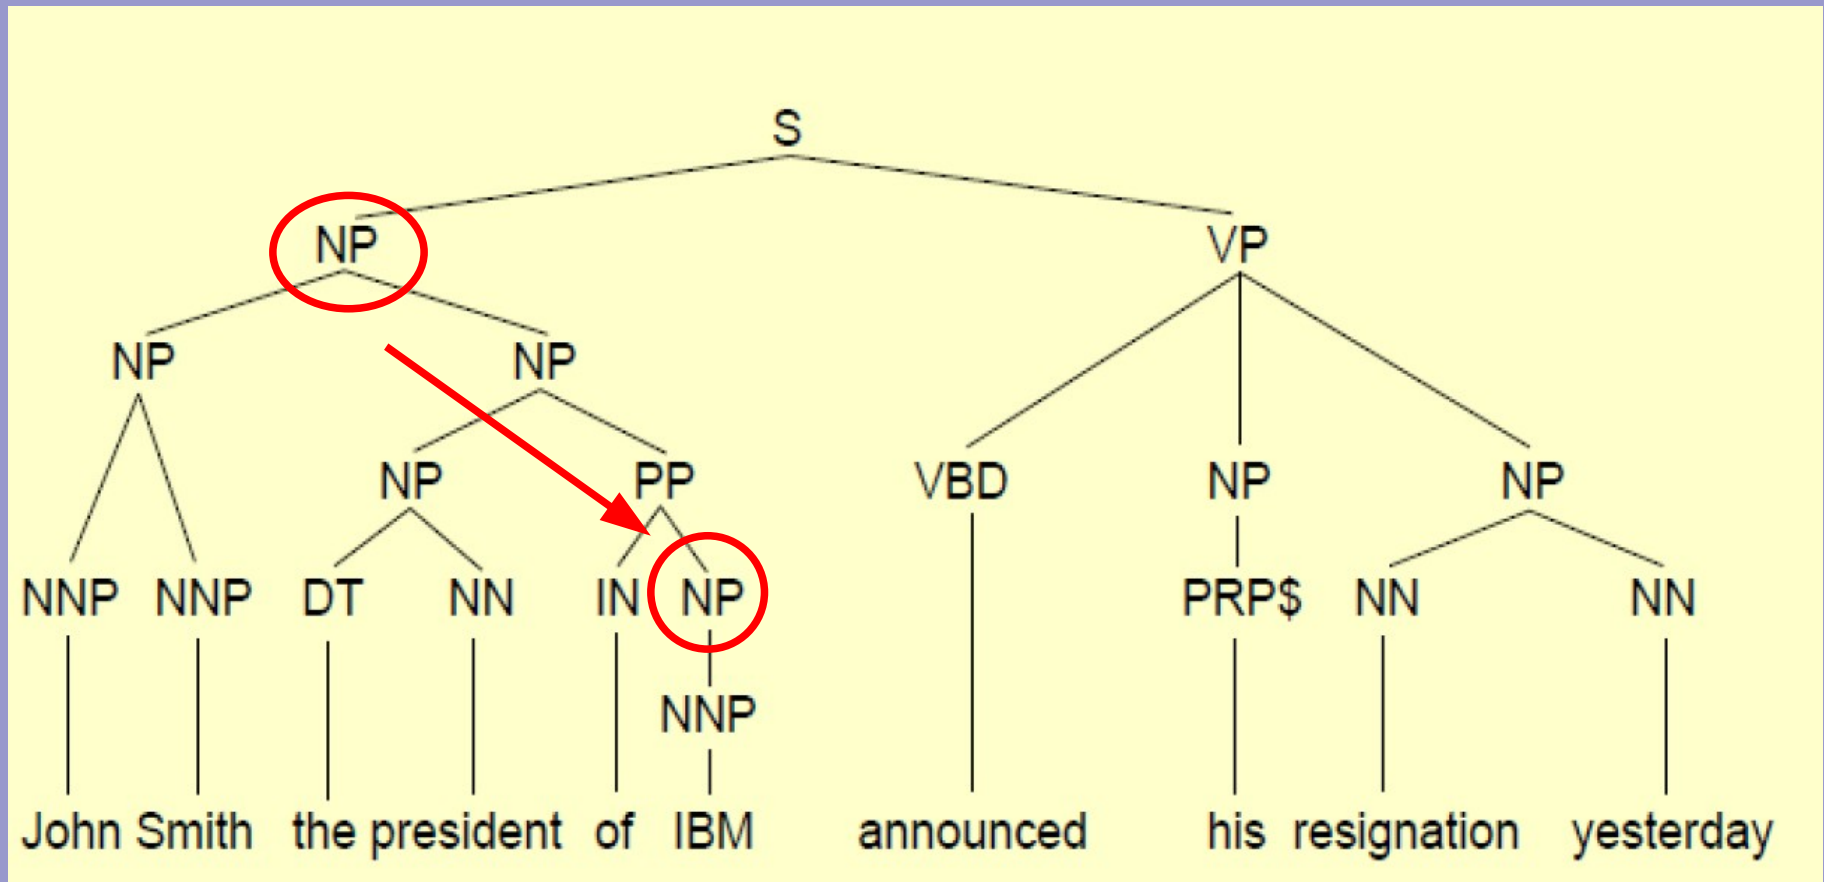 S
NP VP
NP NP
NP PP VBD NP NP
NNP NNP DT NN IN NP PRP$ NN NN
NNP
John Smith the president of IBM announced his resignation yesterday